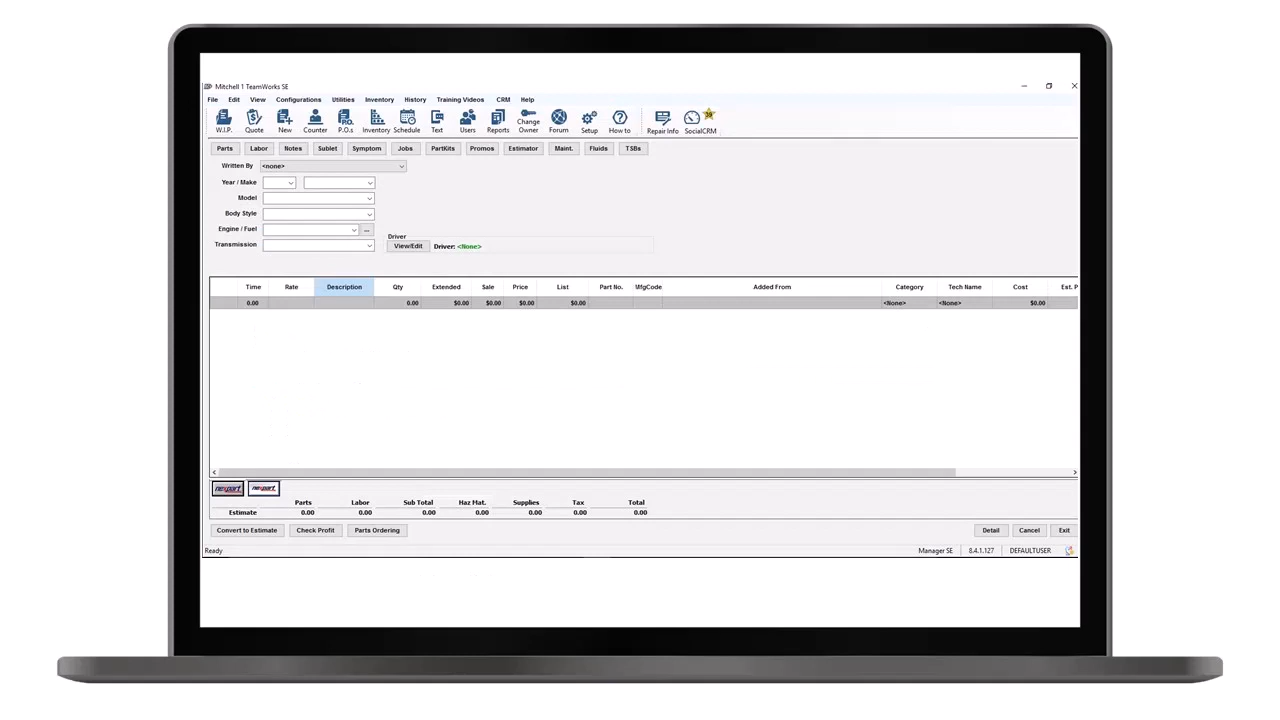 Mitchell 1 TeamWorks SE
File Edit View Configurations Utilities Inventory History Training Videos CRM Help
39
W.I.P. Quote New Counter P.O.s Inventory Schedule Text Users Reports Change Owner Forum Setup How to Repair Info SocialCRM
Parts Labor Notes Sublet Symptom Jobs PartKits Promos Estimator Maint. Fluids TSBs
Written By <none>
Year / Make
Model
Body Style
Engine / Fuel ...
Transmission
Driver
View/Edit Driver: <None>
Time Rate Description Qty Extended Sale Price List Part No. MfgCode Added From Category Tech Name Cost Est. P
0.00 0.00 $0.00 $0.00 $0.00 $0.00 <None> <None> $0.00
nexpart nexpart
Parts Labor Sub Total Haz Mat. Supplies Tax Total
Estimate 0.00 0.00 0.00 0.00 0.00 0.00 0.00
Convert to Estimate Check Profit Parts Ordering Detail Cancel Exit
Ready Manager SE 8.4.1.127 DEFAULTUSER